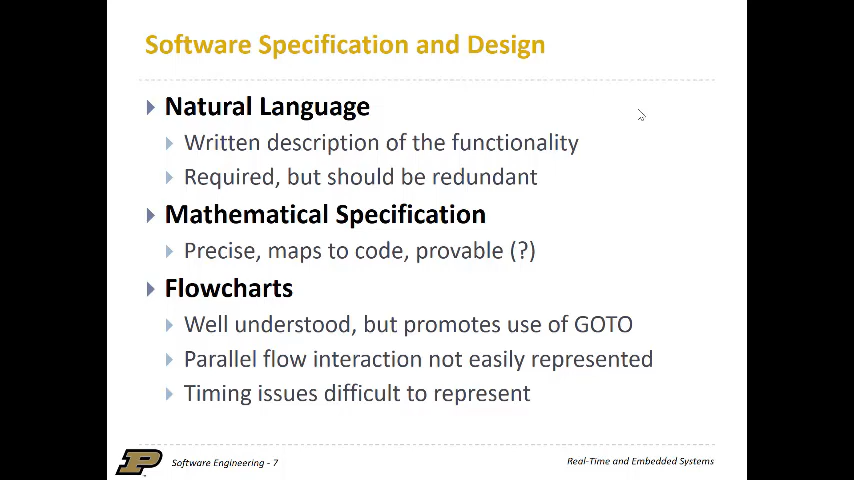 Software Specification and Design
Natural Language
Written description of the functionality
Required, but should be redundant
Mathematical Specification
Precise, maps to code, provable (?)
Flowcharts
Well understood, but promotes use of GOTO
Parallel flow interaction not easily represented
Timing issues difficult to represent
P
Software Engineering - 7
Real-Time and Embedded Systems